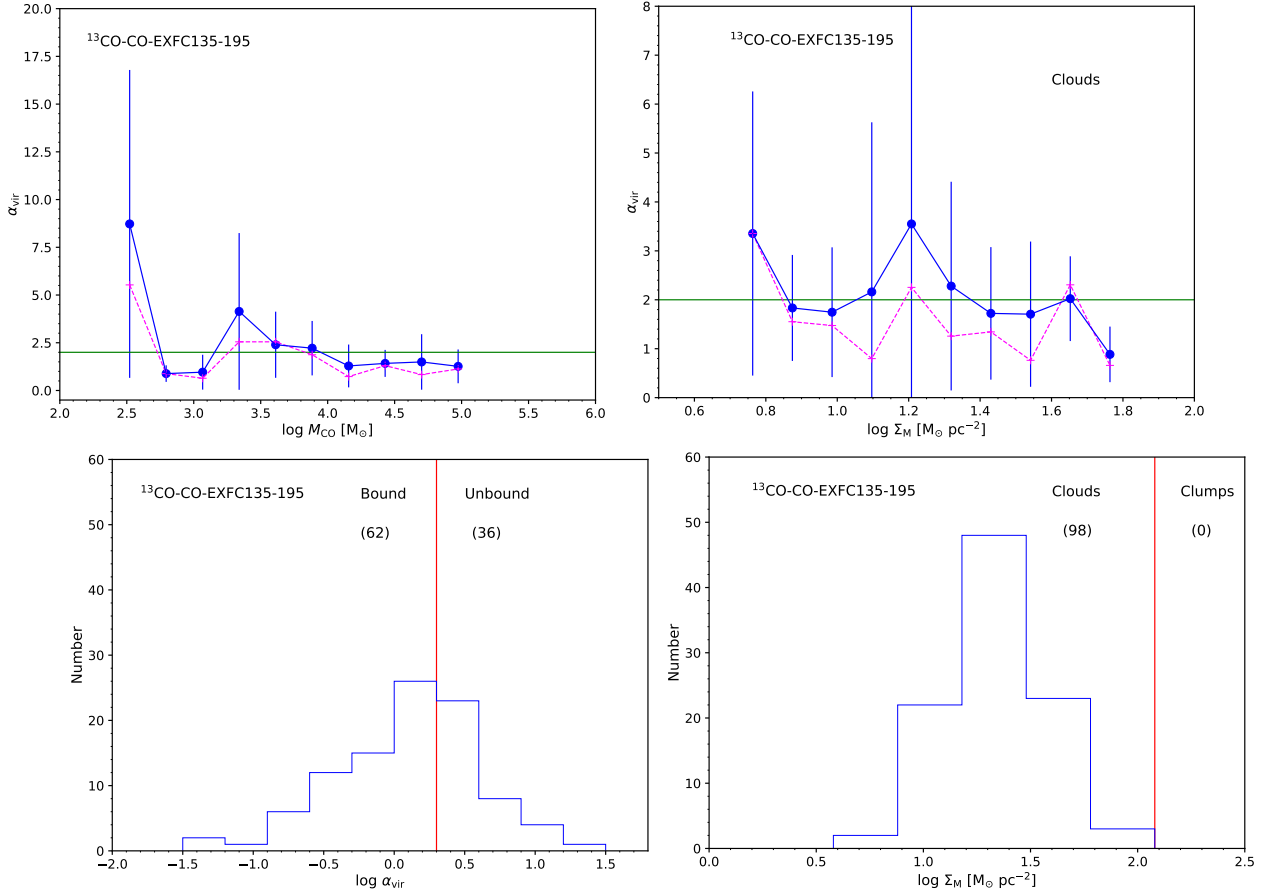 20.0
17.5
15.0
12.5
10.0
7.5
5.0
2.5
0.0
α_vir
¹³CO-CO-EXFC135-195
2.0 2.5 3.0 3.5 4.0 4.5 5.0 5.5 6.0
log M_CO [M_⊙]
8
7
6
5
4
3
2
1
0
α_vir
¹³CO-CO-EXFC135-195
Clouds
0.6 0.8 1.0 1.2 1.4 1.6 1.8 2.0
log Σ_M [M_⊙ pc⁻²]
60
50
40
30
20
10
0
Number
¹³CO-CO-EXFC135-195
Bound Unbound
(62) (36)
−2.0 −1.5 −1.0 −0.5 0.0 0.5 1.0 1.5
log α_vir
60
50
40
30
20
10
0
Number
¹³CO-CO-EXFC135-195
Clouds Clumps
(98) (0)
0.0 0.5 1.0 1.5 2.0 2.5
log Σ_M [M_⊙ pc⁻²]